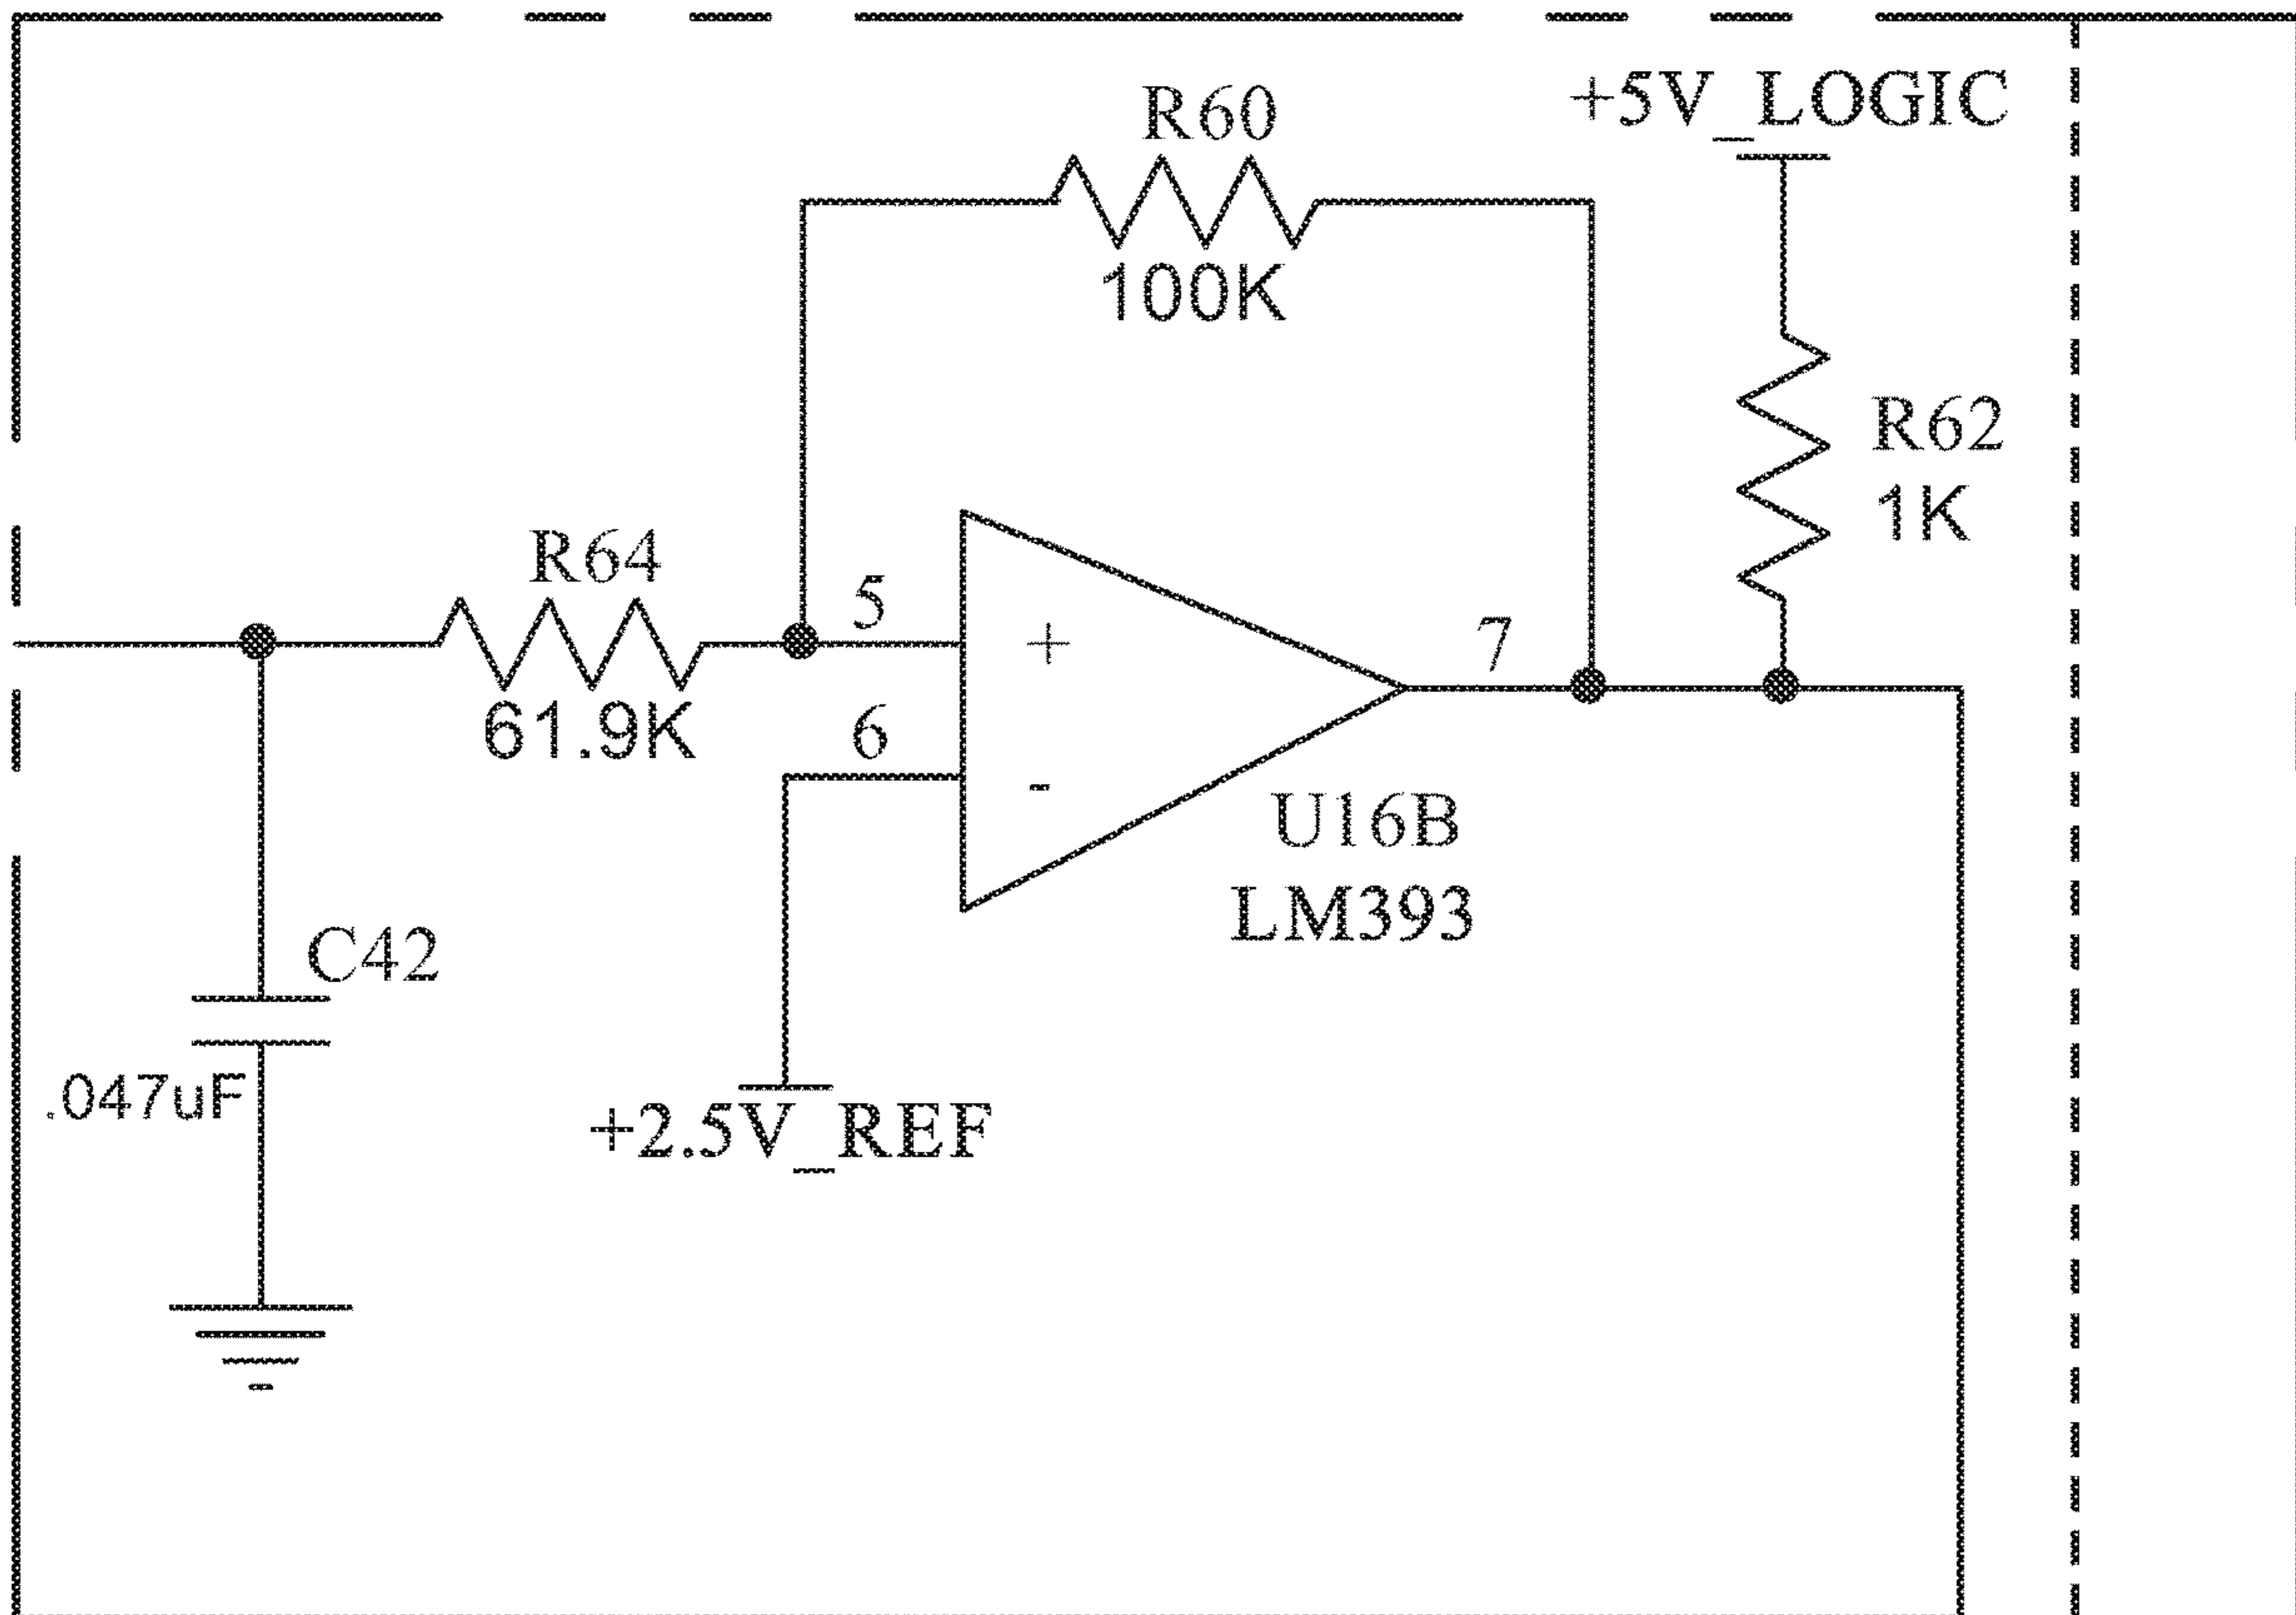 R60
100K
+5V_LOGIC
R62
1K
R64
61.9K
5
+
6
-
7
U16B
LM393
C42
.047uF
+2.5V_REF